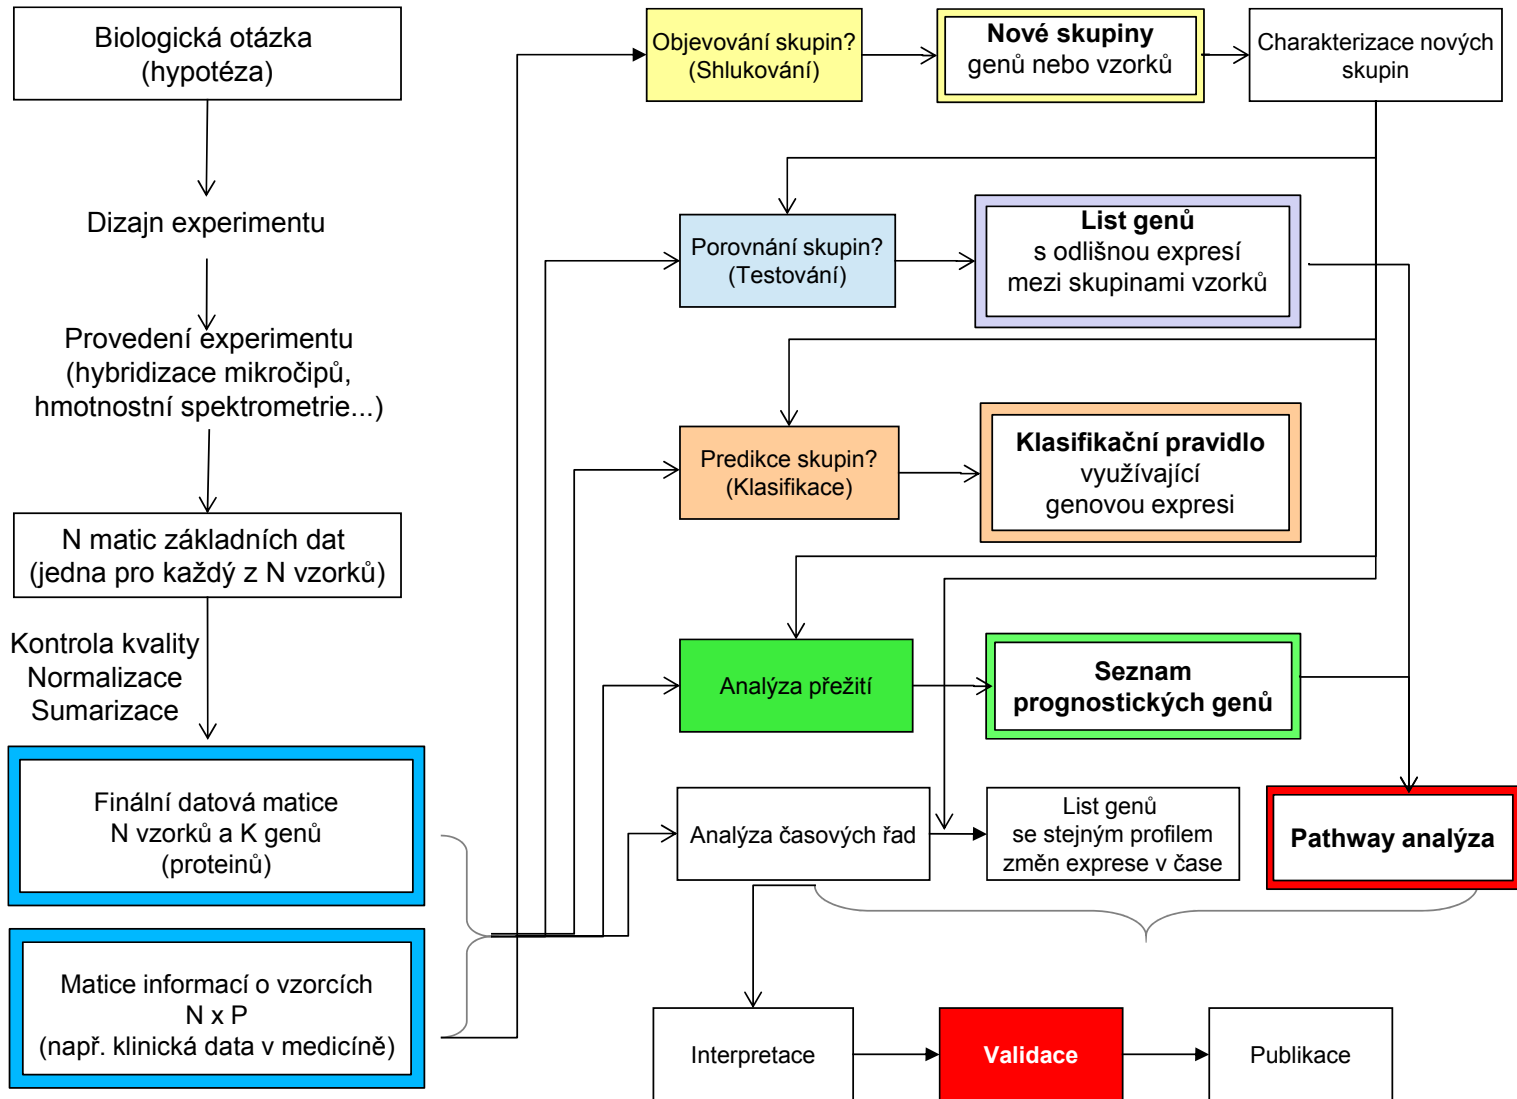 Biologická otázka
(hypotéza)
Dizajn experimentu
Provedení experimentu
(hybridizace mikročipů,
hmotnostní spektrometrie...)
N matic základních dat
(jedna pro každý z N vzorků)
Kontrola kvality
Normalizace
Sumarizace
Finální datová matice
N vzorků a K genů
(proteinů)
Matice informací o vzorcích
N x P
(např. klinická data v medicíně)
Objevování skupin?
(Shlukování)
Nové skupiny
genů nebo vzorků
Charakterizace nových
skupin
Porovnání skupin?
(Testování)
List genů
s odlišnou expresí
mezi skupinami vzorků
Predikce skupin?
(Klasifikace)
Klasifikační pravidlo
využívající
genovou expresi
Analýza přežití
Seznam
prognostických genů
Analýza časových řad
List genů
se stejným profilem
změn exprese v čase
Pathway analýza
Interpretace
Validace
Publikace